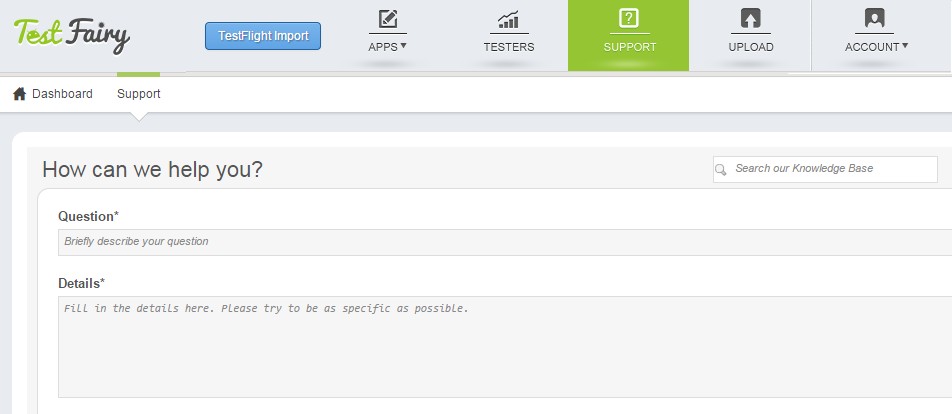 Test Fairy
TestFlight Import
APPS
TESTERS
SUPPORT
UPLOAD
ACCOUNT
Dashboard
Support
How can we help you?
Search our Knowledge Base
Question*
Briefly describe your question
Details*
Fill in the details here. Please try to be as specific as possible.